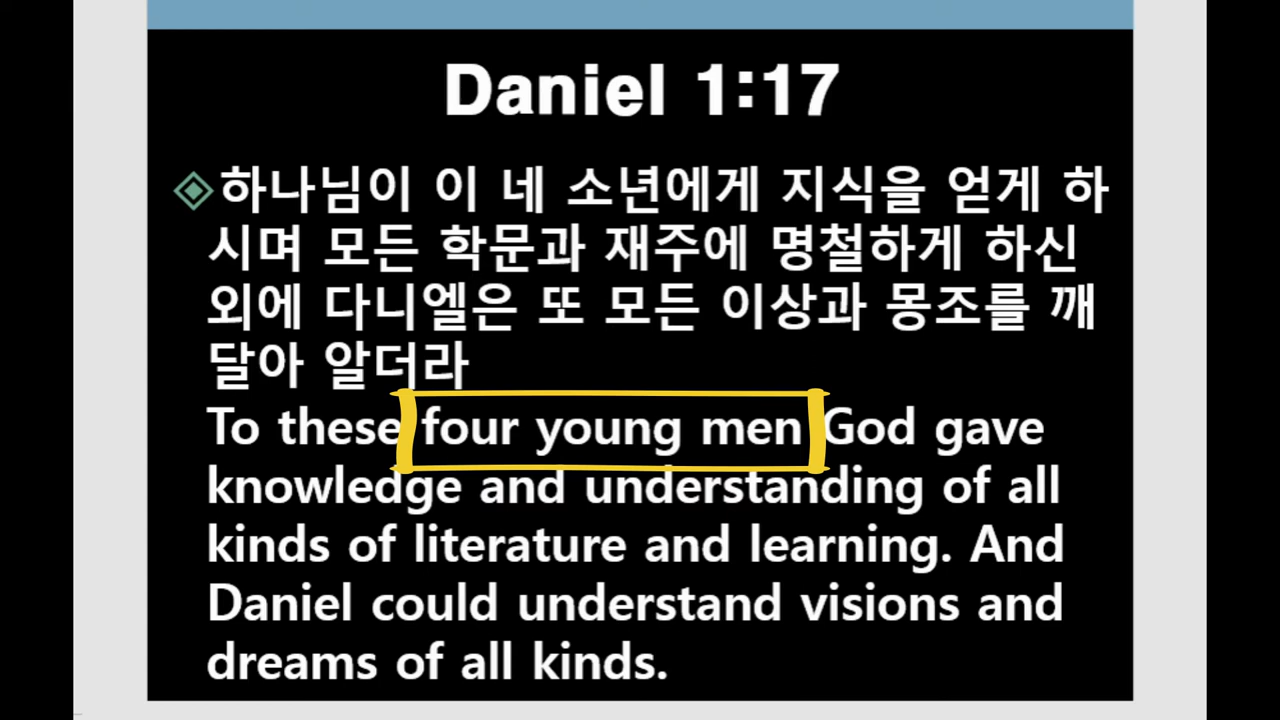 Daniel 1:17
하나님이 이 네 소년에게 지식을 얻게 하
시며 모든 학문과 재주에 명철하게 하신
외에 다니엘은 또 모든 이상과 몽조를 깨
달아 알더라
To these four young men God gave
knowledge and understanding of all
kinds of literature and learning. And
Daniel could understand visions and
dreams of all kinds.